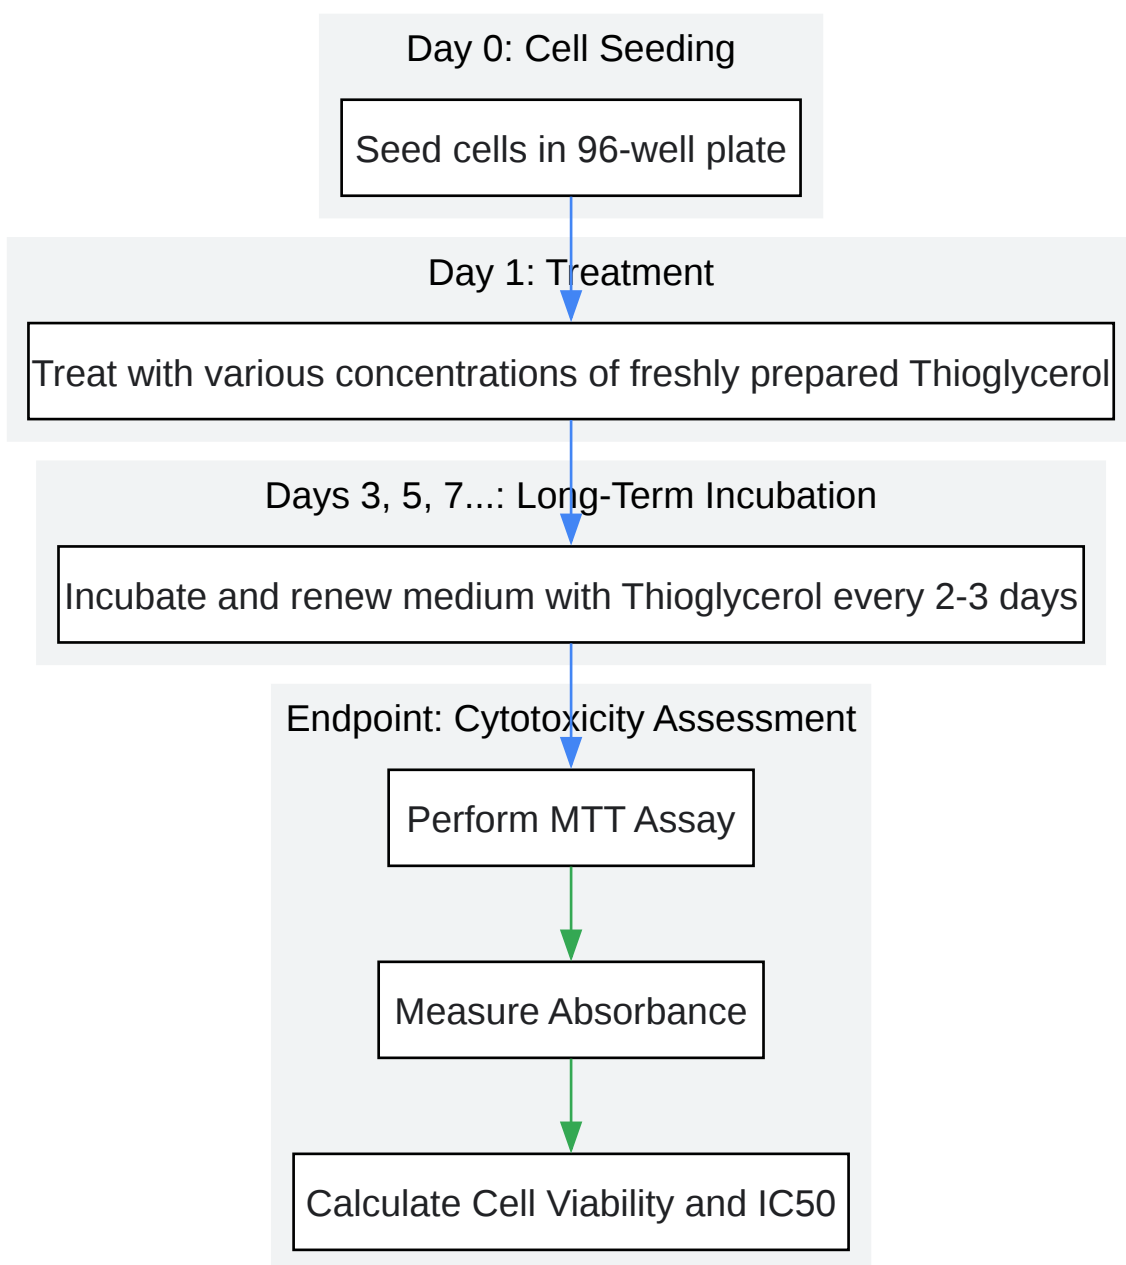 Day 0: Cell Seeding
Seed cells in 96-well plate
Day 1: Treatment
Treat with various concentrations of freshly prepared Thioglycerol
Days 3, 5, 7...: Long-Term Incubation
Incubate and renew medium with Thioglycerol every 2-3 days
Endpoint: Cytotoxicity Assessment
Perform MTT Assay
Measure Absorbance
Calculate Cell Viability and IC50